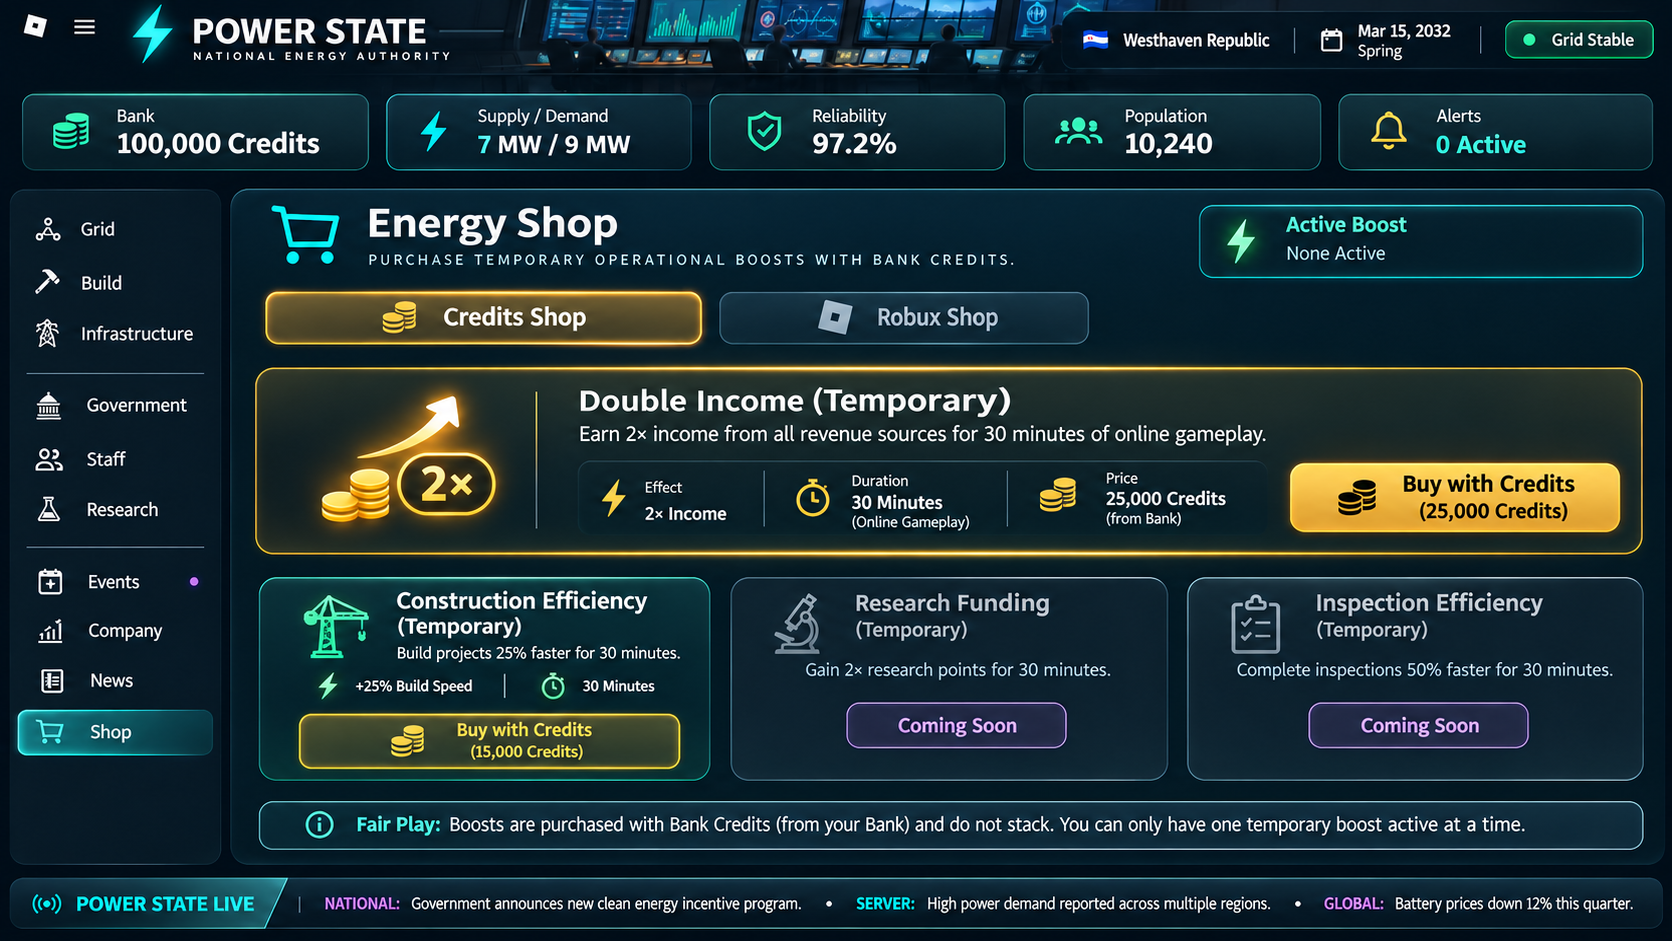 POWER STATE
NATIONAL ENERGY AUTHORITY
Westhaven Republic
Mar 15, 2032
Spring
Grid Stable
Bank
100,000 Credits
Supply / Demand
7 MW / 9 MW
Reliability
97.2%
Population
10,240
Alerts
0 Active
Grid
Build
Infrastructure
Government
Staff
Research
Events
Company
News
Shop
Energy Shop
PURCHASE TEMPORARY OPERATIONAL BOOSTS WITH BANK CREDITS.
Active Boost
None Active
Credits Shop
Robux Shop
2×
Double Income (Temporary)
Earn 2× income from all revenue sources for 30 minutes of online gameplay.
Effect
2× Income
Duration
30 Minutes
(Online Gameplay)
Price
25,000 Credits
(from Bank)
Buy with Credits
(25,000 Credits)
Construction Efficiency
(Temporary)
Build projects 25% faster for 30 minutes.
+25% Build Speed
30 Minutes
Buy with Credits
(15,000 Credits)
Research Funding
(Temporary)
Gain 2× research points for 30 minutes.
Coming Soon
Inspection Efficiency
(Temporary)
Complete inspections 50% faster for 30 minutes.
Coming Soon
Fair Play: Boosts are purchased with Bank Credits (from your Bank) and do not stack. You can only have one temporary boost active at a time.
POWER STATE LIVE | NATIONAL: Government announces new clean energy incentive program. • SERVER: High power demand reported across multiple regions. • GLOBAL: Battery prices down 12% this quarter.